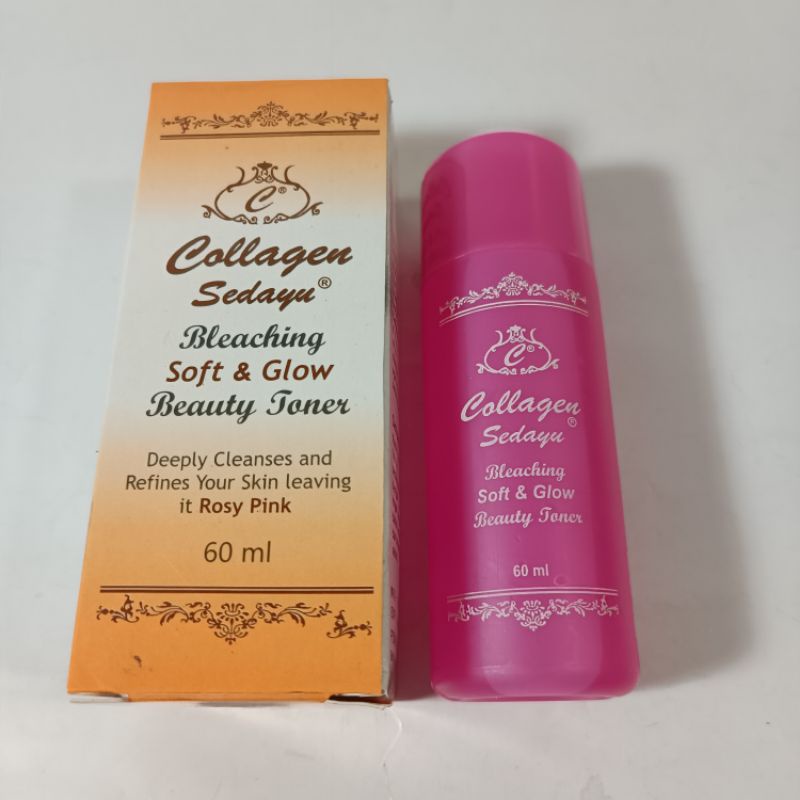 C®
Collagen
Sedayu®
Bleaching
Soft & Glow
Beauty Toner
Deeply Cleanses and
Refines Your Skin leaving
it Rosy Pink
60 ml
C®
Collagen
Sedayu®
Bleaching
Soft & Glow
Beauty Toner
60 ml